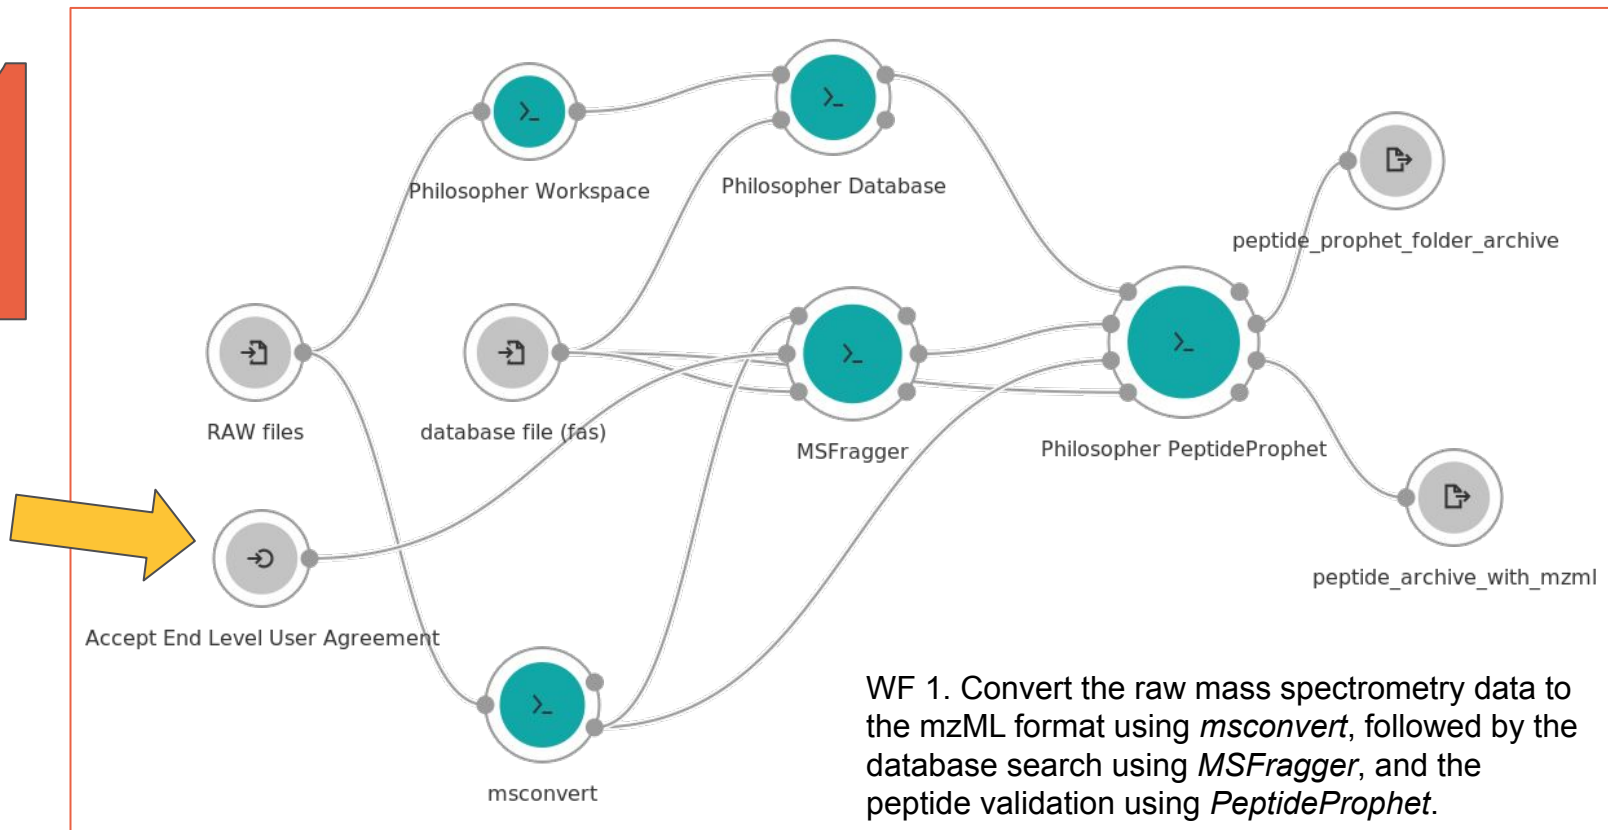 Philosopher Workspace
Philosopher Database
peptide_prophet_folder_archive
RAW files
database file (fas)
MSFragger
Philosopher PeptideProphet
peptide_archive_with_mzml
Accept End Level User Agreement
msconvert
WF 1. Convert the raw mass spectrometry data to
the mzML format using msconvert, followed by the
database search using MSFragger, and the
peptide validation using PeptideProphet.